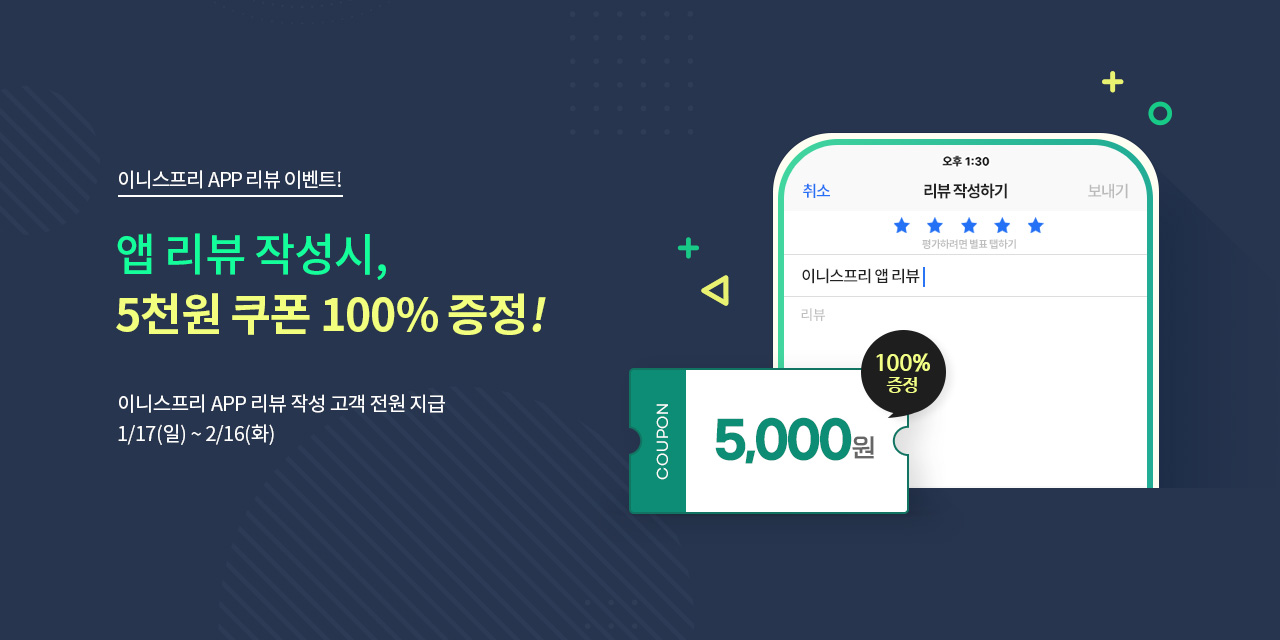 이니스프리 APP 리뷰 이벤트!
앱 리뷰 작성시,
5천원 쿠폰 100% 증정!
이니스프리 APP 리뷰 작성 고객 전원 지급
1/17(일) ~ 2/16(화)
오후 1:30
취소 리뷰 작성하기 보내기
평가하려면 별표 탭하기
이니스프리 앱 리뷰
리뷰
100%
증정
COUPON
5,000원